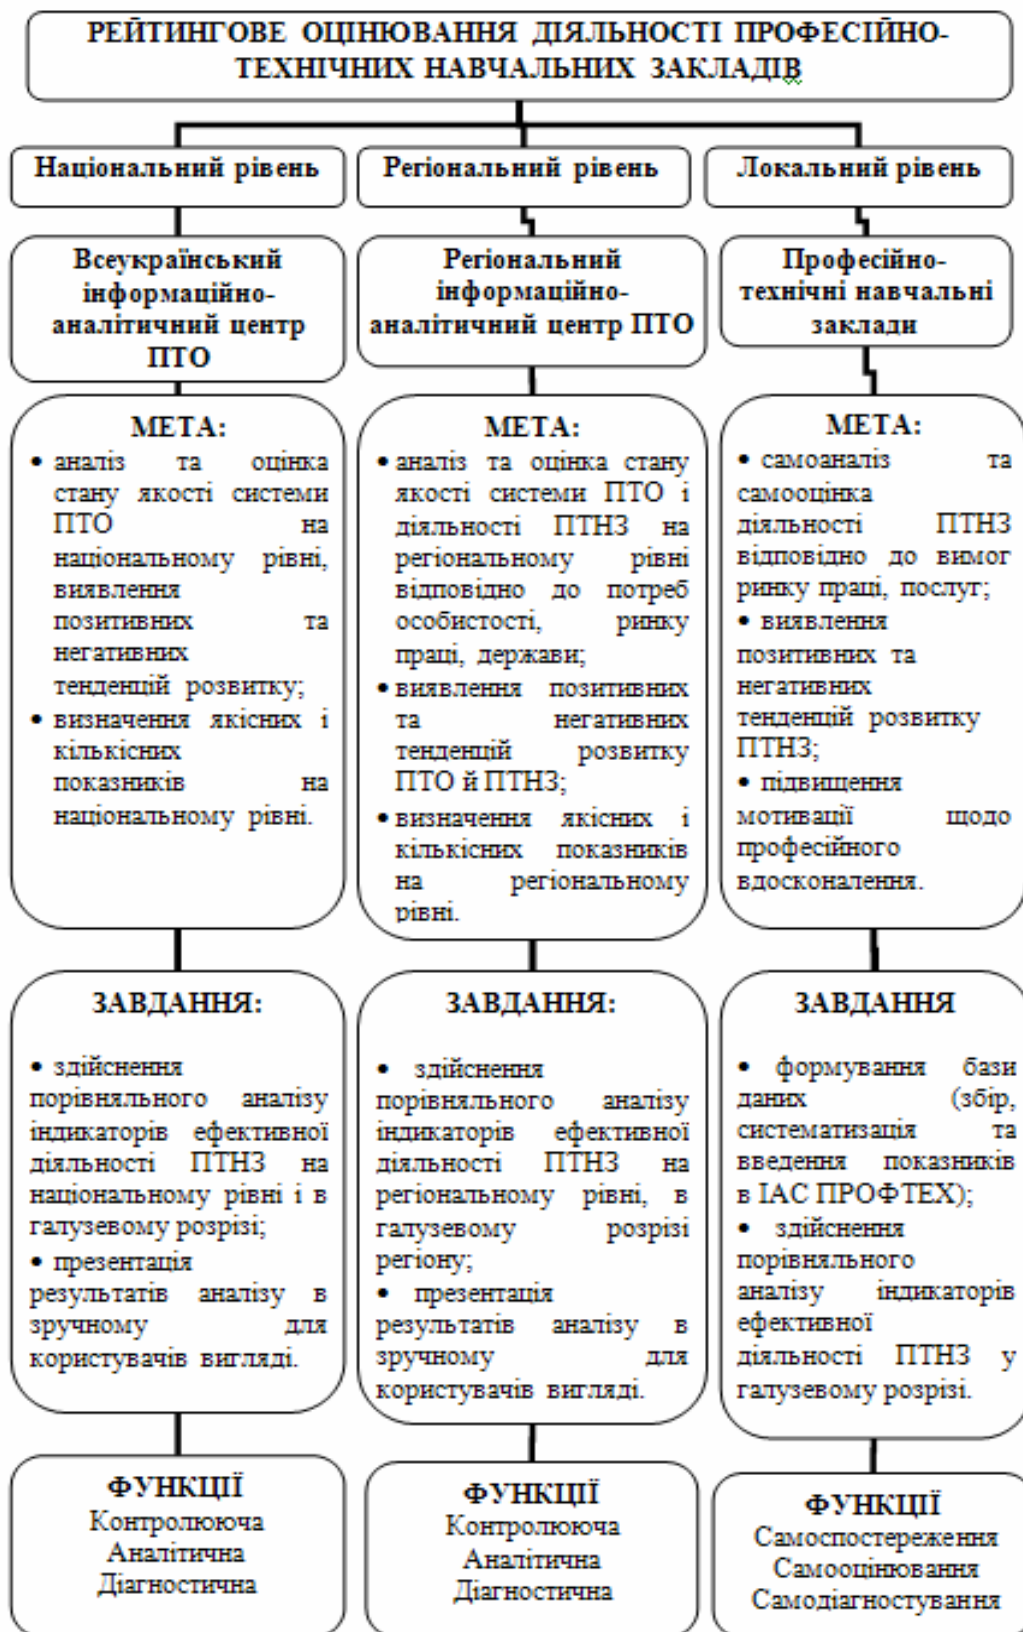 РЕЙТИНГОВЕ ОЦІНЮВАННЯ ДІЯЛЬНОСТІ ПРОФЕСІЙНО-
ТЕХНІЧНИХ НАВЧАЛЬНИХ ЗАКЛАДІВ
Національний рівень
Регіональний рівень
Локальний рівень
Всеукраїнський
інформаційно-
аналітичний центр
ПТО
Регіональний
інформаційно-
аналітичний центр ПТО
Професійно-
технічні навчальні
заклади
МЕТА:
• аналіз та оцінка
стану якості системи
ПТО на
національному рівні,
виявлення
позитивних та
негативних
тенденцій розвитку;
• визначення якісних і
кількісних
показників на
національному рівні.
МЕТА:
• аналіз та оцінка стану
якості системи ПТО і
діяльності ПТНЗ на
регіональному рівні
відповідно до потреб
особистості, ринку
праці, держави;
• виявлення позитивних
та негативних
тенденцій розвитку
ПТО й ПТНЗ;
• визначення якісних і
кількісних показників
на регіональному
рівні.
МЕТА:
• самоаналіз та
самооцінка
діяльності ПТНЗ
відповідно до вимог
ринку праці, послуг;
• виявлення
позитивних та
негативних
тенденцій розвитку
ПТНЗ;
• підвищення
мотивації щодо
професійного
вдосконалення.
ЗАВДАННЯ:
• здійснення
порівняльного аналізу
індикаторів ефективної
діяльності ПТНЗ на
національному рівні і в
галузевому розрізі;
• презентація
результатів аналізу в
зручному для
користувачів вигляді.
ЗАВДАННЯ:
• здійснення
порівняльного аналізу
індикаторів ефективної
діяльності ПТНЗ на
регіональному рівні, в
галузевому розрізі
регіону;
• презентація
результатів аналізу в
зручному для
користувачів вигляді.
ЗАВДАННЯ
• формування бази
даних (збір,
систематизація та
введення показників
в ІАС ПРОФТЕХ);
• здійснення
порівняльного
аналізу індикаторів
ефективної
діяльності ПТНЗ у
галузевому розрізі.
ФУНКЦІЇ
Контролююча
Аналітична
Діагностична
ФУНКЦІЇ
Контролююча
Аналітична
Діагностична
ФУНКЦІЇ
Самоспостереження
Самооцінювання
Самодіагностування